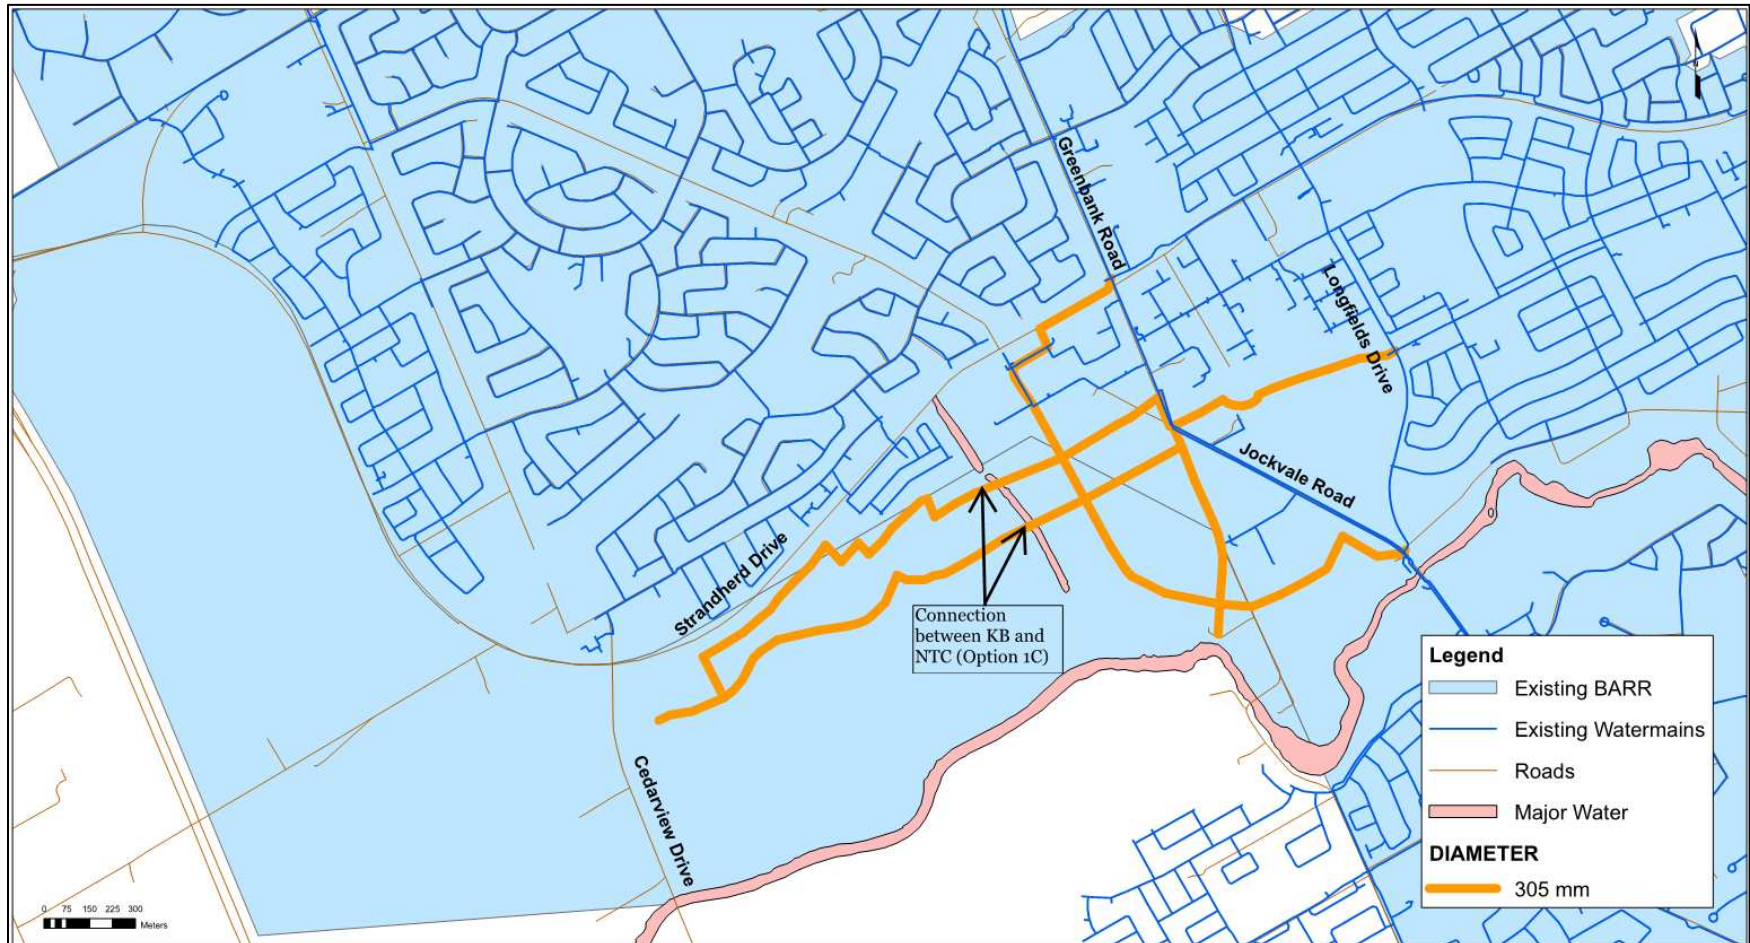 Greenbank Road
Longfields Drive
Jockvale Road
Strandherd Drive
Connection
between KB and
NTC (Option 1C)
Cedarview Drive
Legend
Existing BARR
Existing Watermains
Roads
Major Water
DIAMETER
305 mm
0 75 150 225 300
Meters